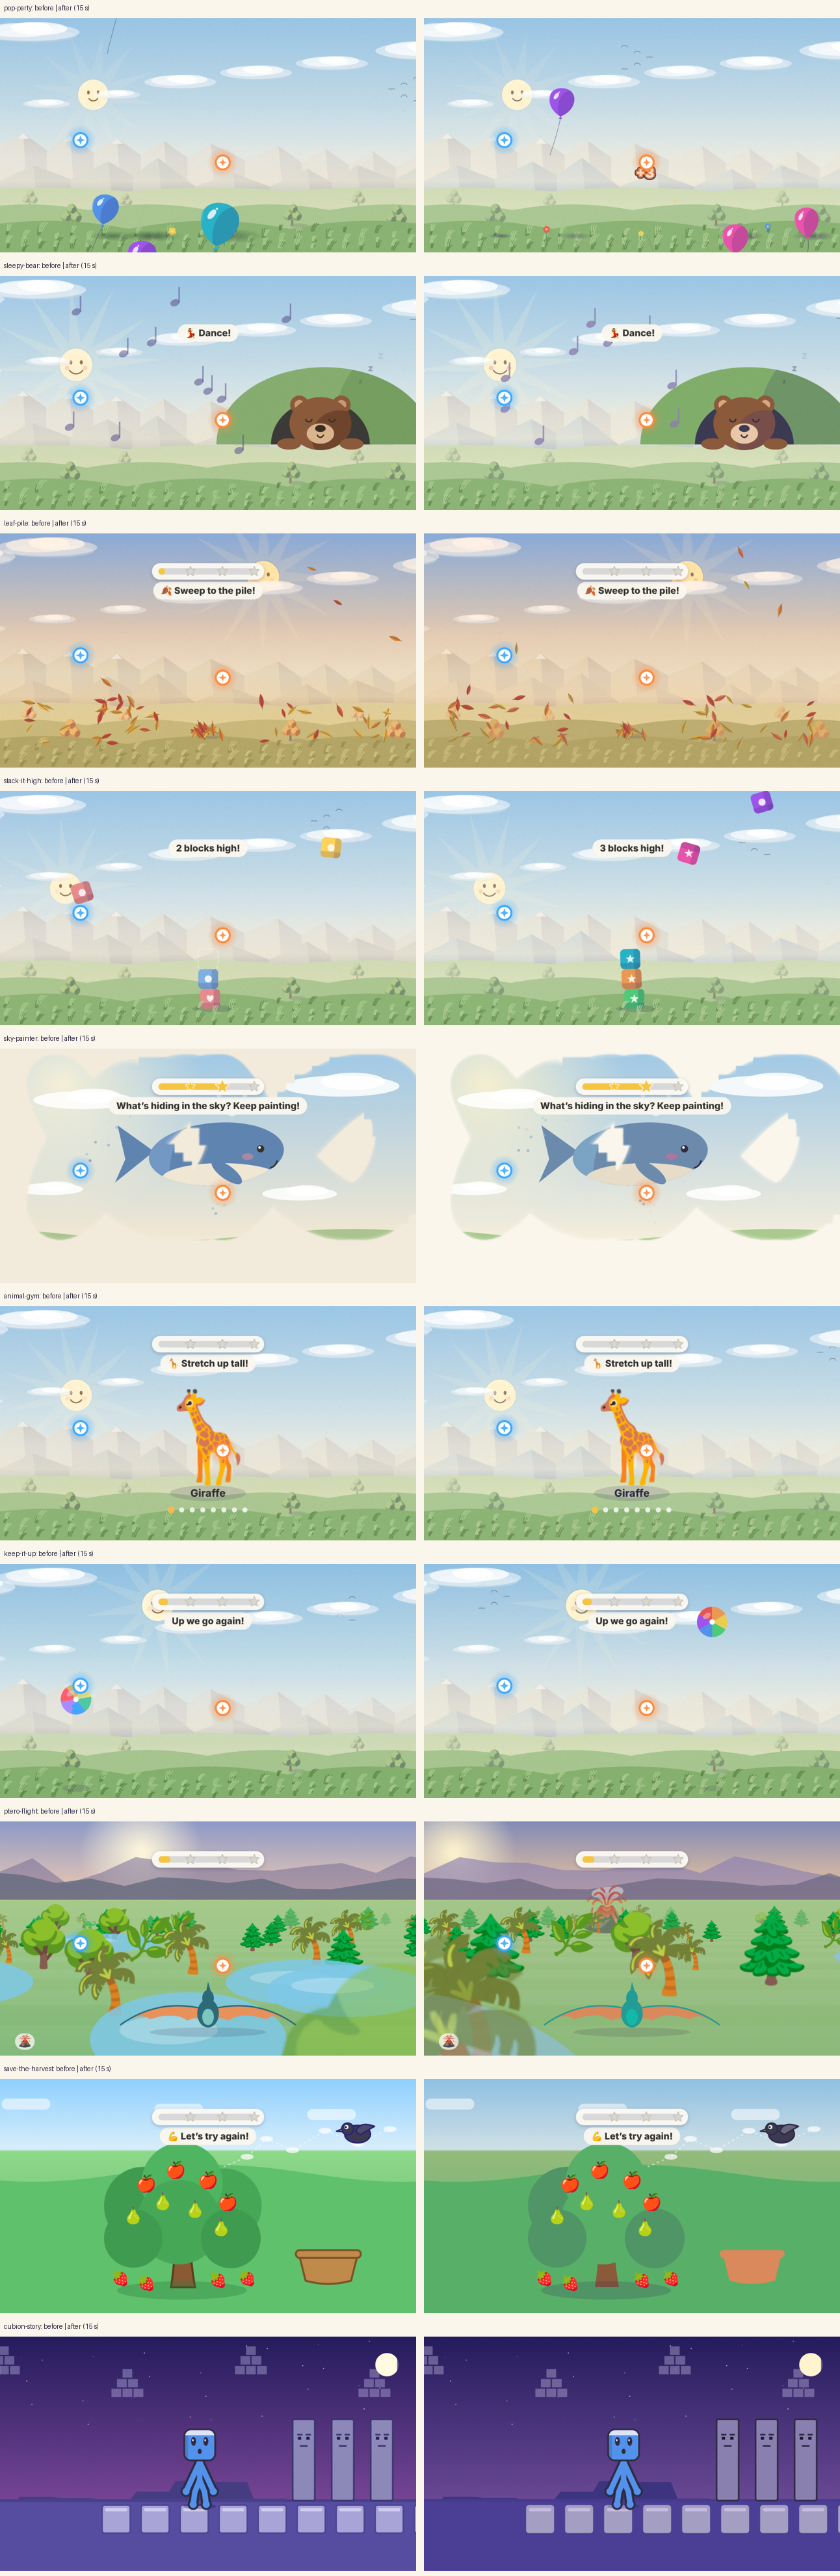 pop-party: before | after (15 s)
sleepy-bear: before | after (15 s)
💃 Dance!
z
z
z
💃 Dance!
z
z
z
leaf-pile: before | after (15 s)
🍂 Sweep to the pile!
🍂 Sweep to the pile!
stack-it-high: before | after (15 s)
2 blocks high!
3 blocks high!
sky-painter: before | after (15 s)
What's hiding in the sky? Keep painting!
What's hiding in the sky? Keep painting!
animal-gym: before | after (15 s)
🦒 Stretch up tall!
🦒 Stretch up tall!
Giraffe
Giraffe
keep-it-up: before | after (15 s)
Up we go again!
Up we go again!
ptero-flight: before | after (15 s)
save-the-harvest: before | after (15 s)
💪 Let's try again!
💪 Let's try again!
cubion-story: before | after (15 s)